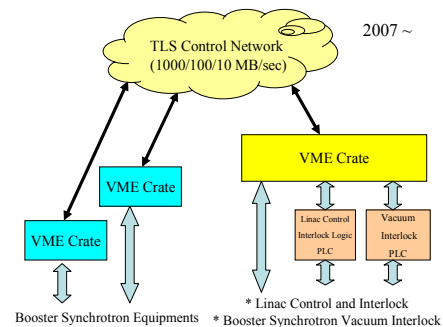 TLS Control Network
(1000/100/10 MB/sec)
2007 ~
VME Crate
VME Crate
VME Crate
Linac Control
Interlock Logic
PLC
Vacuum
Interlock
PLC
Booster Synchrotron Equipments
* Linac Control and Interlock
* Booster Synchrotron Vacuum Interlock